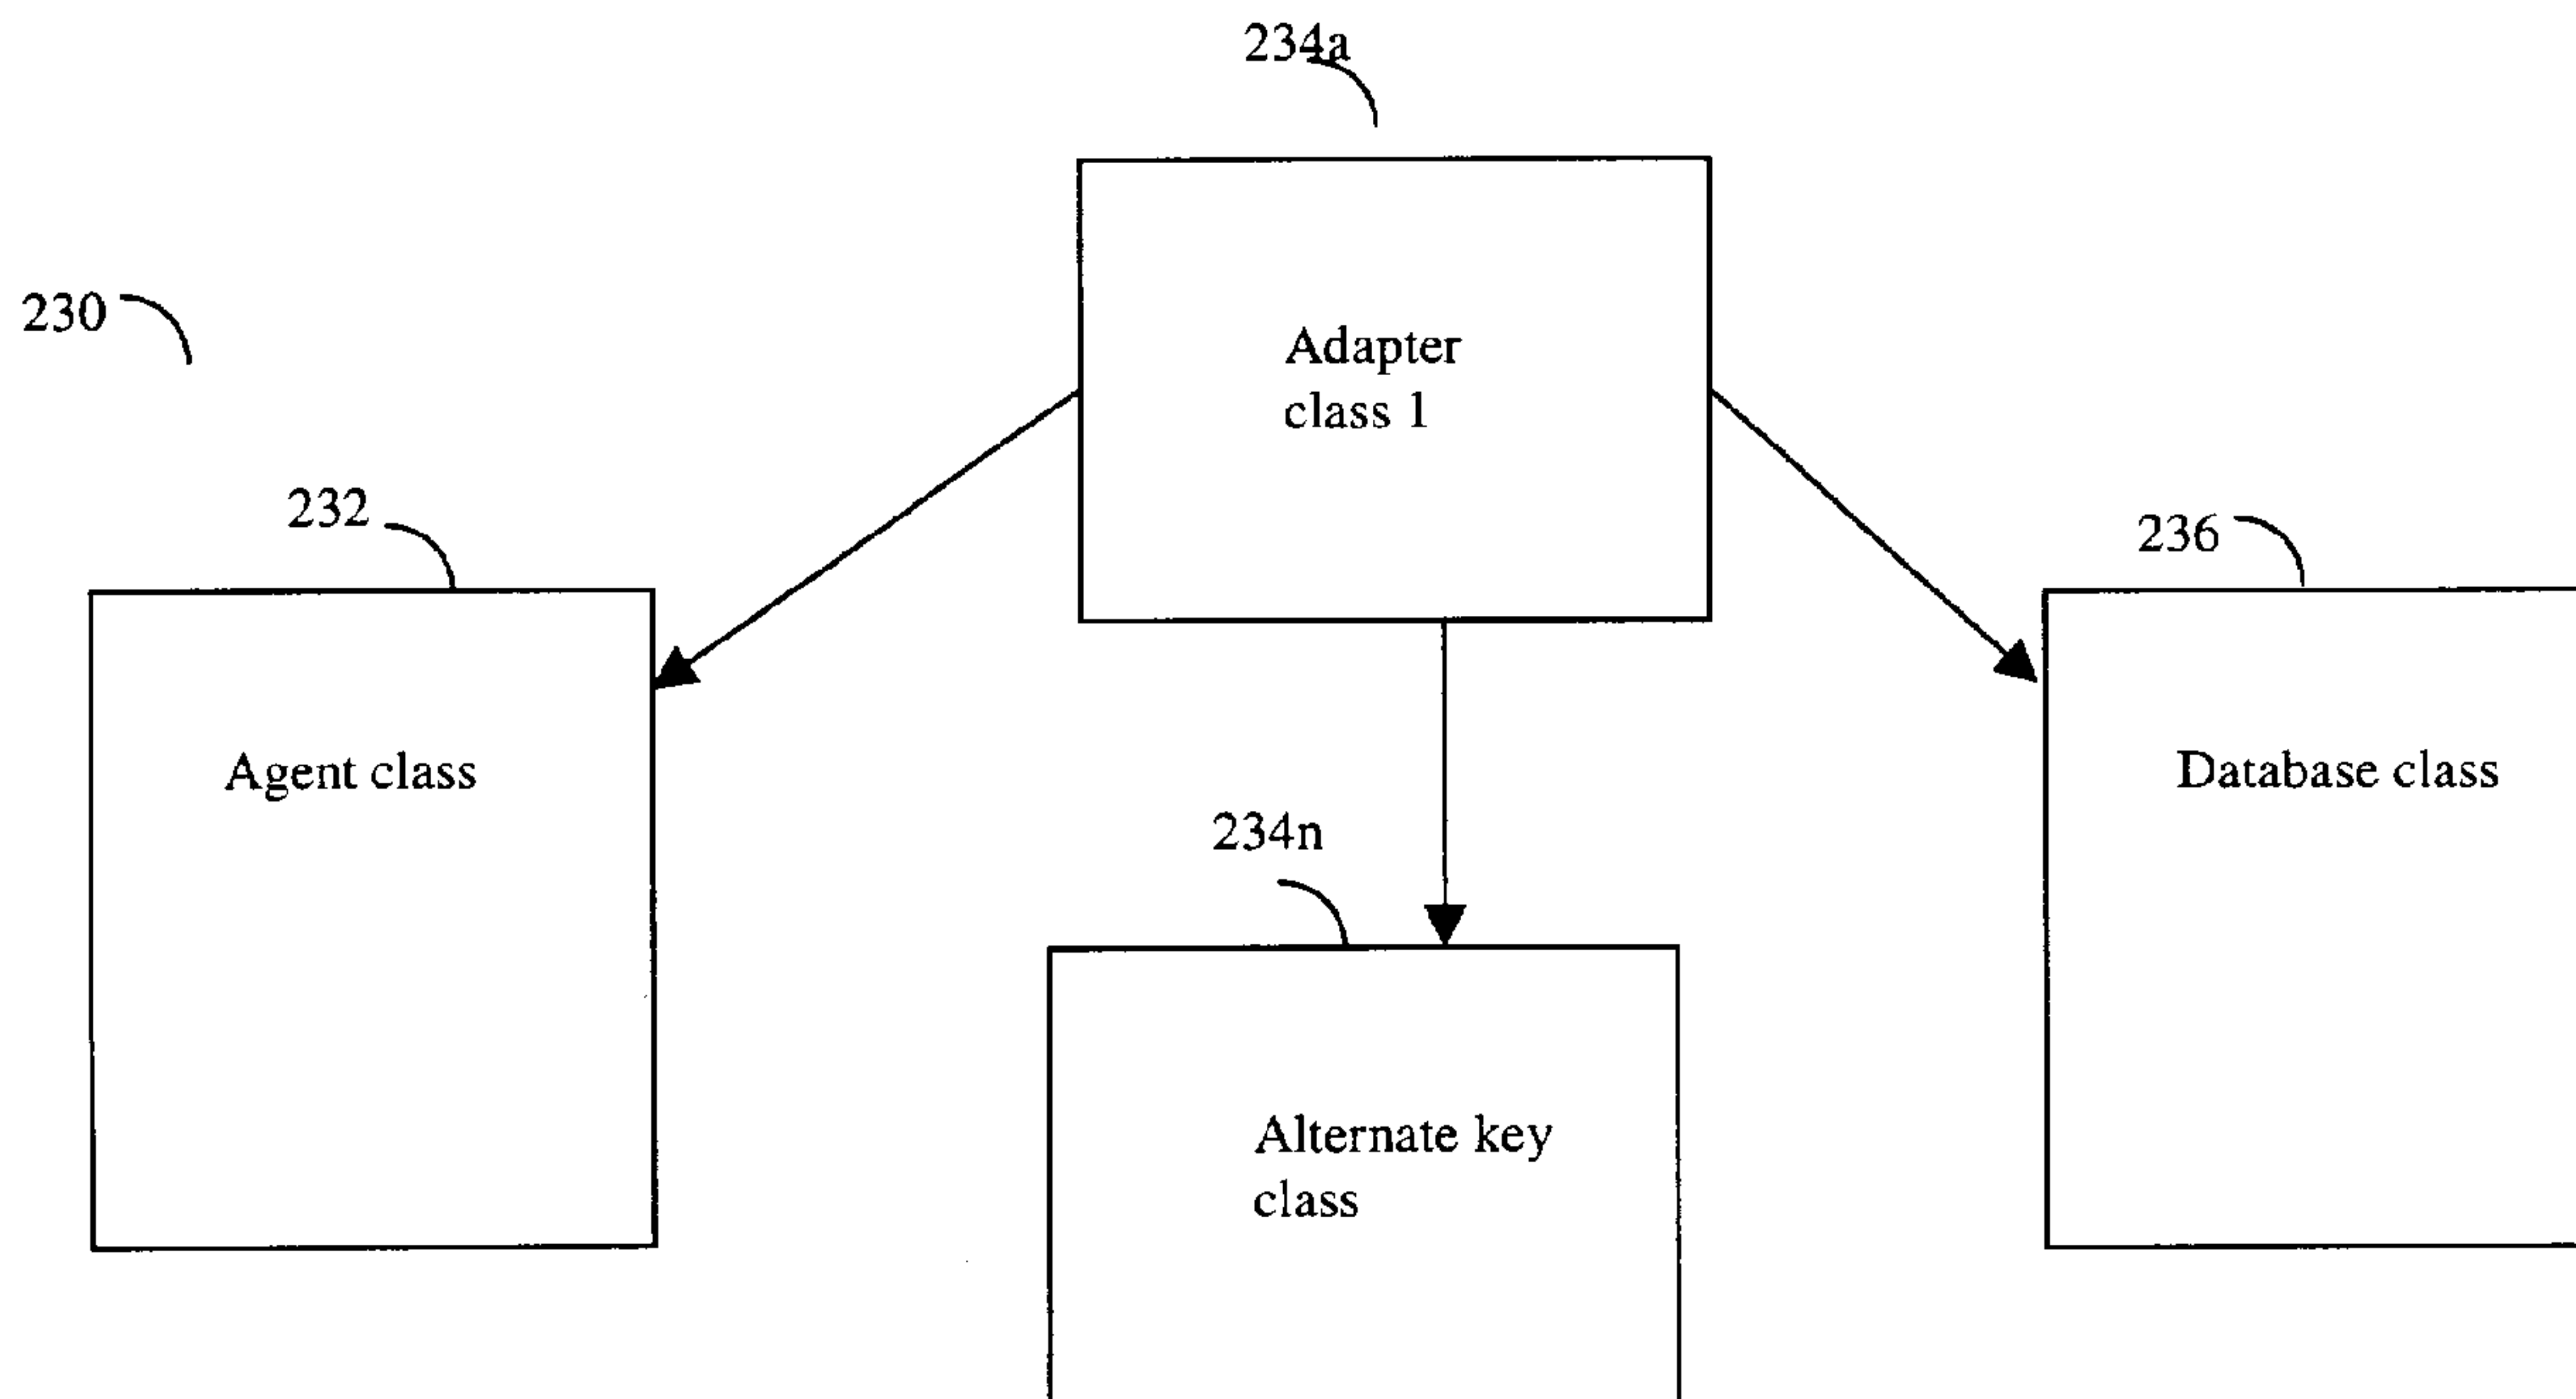 234a
230
Adapter
class 1
232
236
Agent class
Database class
234n
Alternate key
class